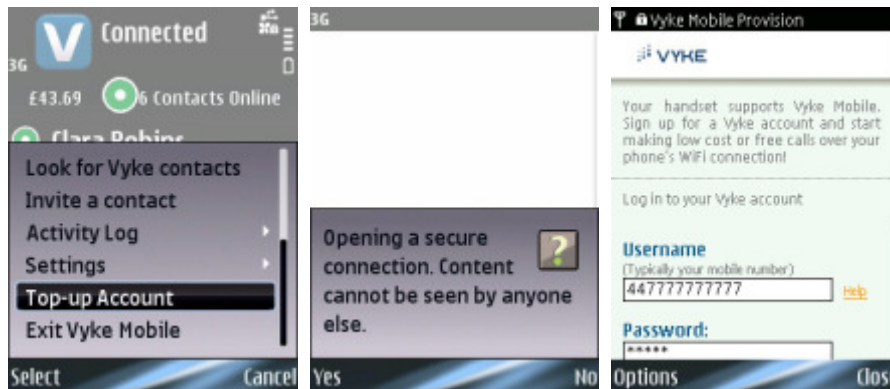 Connected
3G
£43.69
6 Contacts Online
Clara Robins
Look for Vyke contacts
Invite a contact
Activity Log
Settings
Top-up Account
Exit Vyke Mobile
Select Cancel
3G
Opening a secure
connection. Content
cannot be seen by anyone
else.
Yes No
Vyke Mobile Provision
VYKE
Your handset supports Vyke Mobile.
Sign up for a Vyke account and start
making low cost or free calls over your
phone's WiFi connection!
Log in to your Vyke account
Username
(Typically your mobile number)
447777777777 Help
Password:
*****
Options Clos